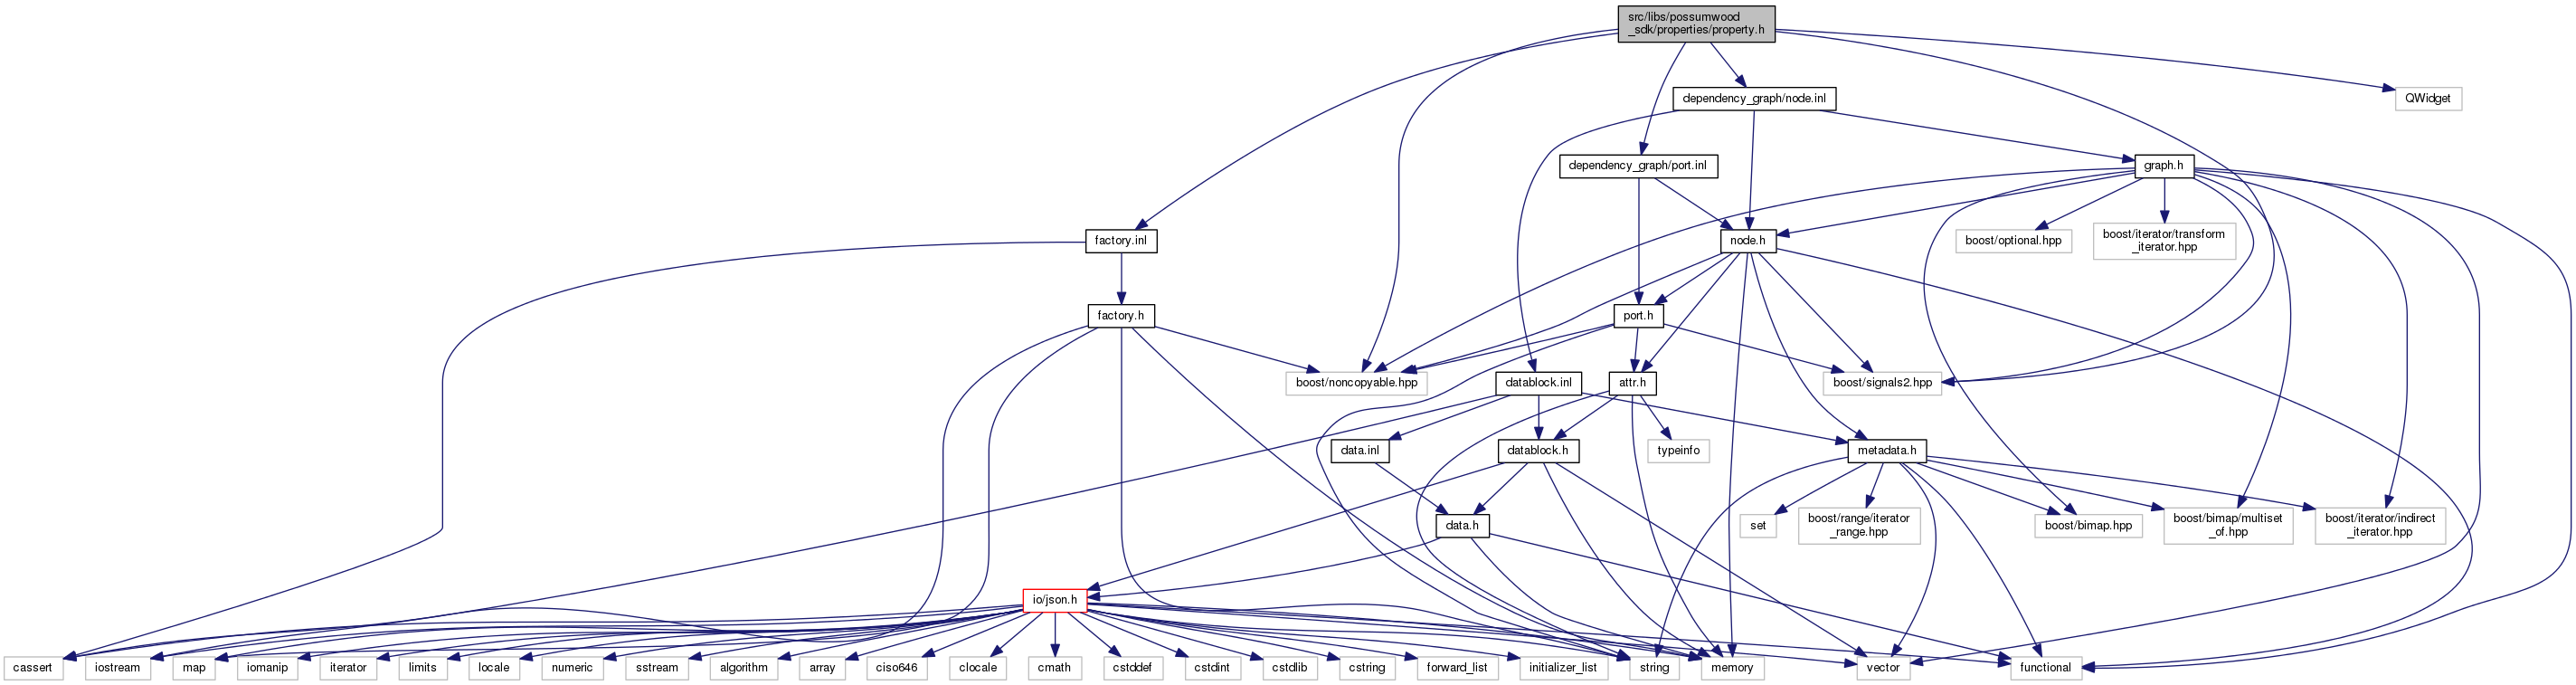 src/libs/possumwood
_sdk/properties/property.h
dependency_graph/node.inl
QWidget
dependency_graph/port.inl
graph.h
factory.inl
node.h
boost/optional.hpp
boost/iterator/transform
_iterator.hpp
factory.h
port.h
boost/noncopyable.hpp
datablock.inl
attr.h
boost/signals2.hpp
data.inl
datablock.h
typeinfo
metadata.h
data.h
set
boost/range/iterator
_range.hpp
boost/bimap.hpp
boost/bimap/multiset
_of.hpp
boost/iterator/indirect
_iterator.hpp
io/json.h
cassert
iostream
map
iomanip
iterator
limits
locale
numeric
sstream
algorithm
array
ciso646
clocale
cmath
cstddef
cstdint
cstdlib
cstring
forward_list
initializer_list
string
memory
vector
functional